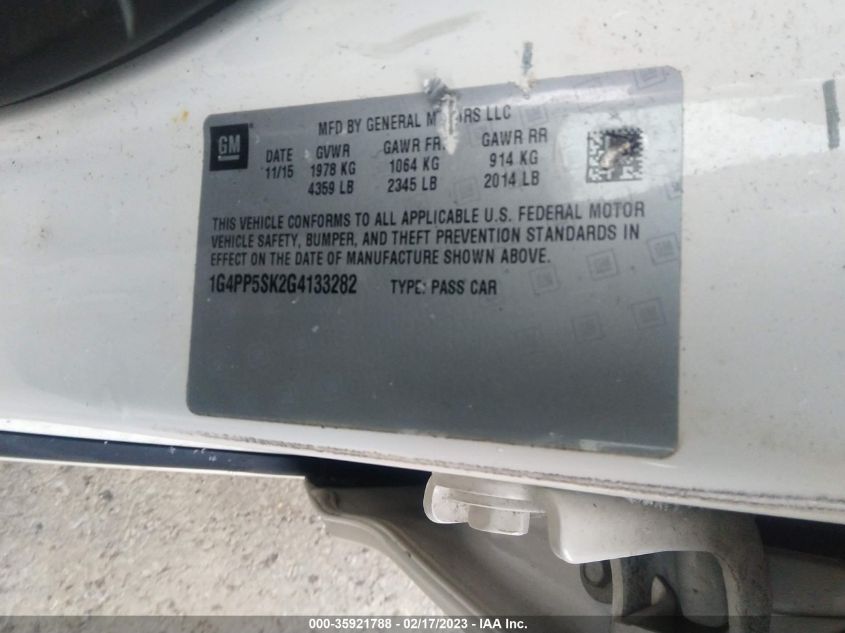 GM
MFD BY GENERAL MOTORS LLC
DATE GVWR GAWR FR GAWR RR
11/15 1978 KG 1064 KG 914 KG
4359 LB 2345 LB 2014 LB
THIS VEHICLE CONFORMS TO ALL APPLICABLE U.S. FEDERAL MOTOR
VEHICLE SAFETY, BUMPER, AND THEFT PREVENTION STANDARDS IN
EFFECT ON THE DATE OF MANUFACTURE SHOWN ABOVE.
1G4PP5SK2G4133282 TYPE: PASS CAR
000-35921788 - 02/17/2023 - IAA Inc.